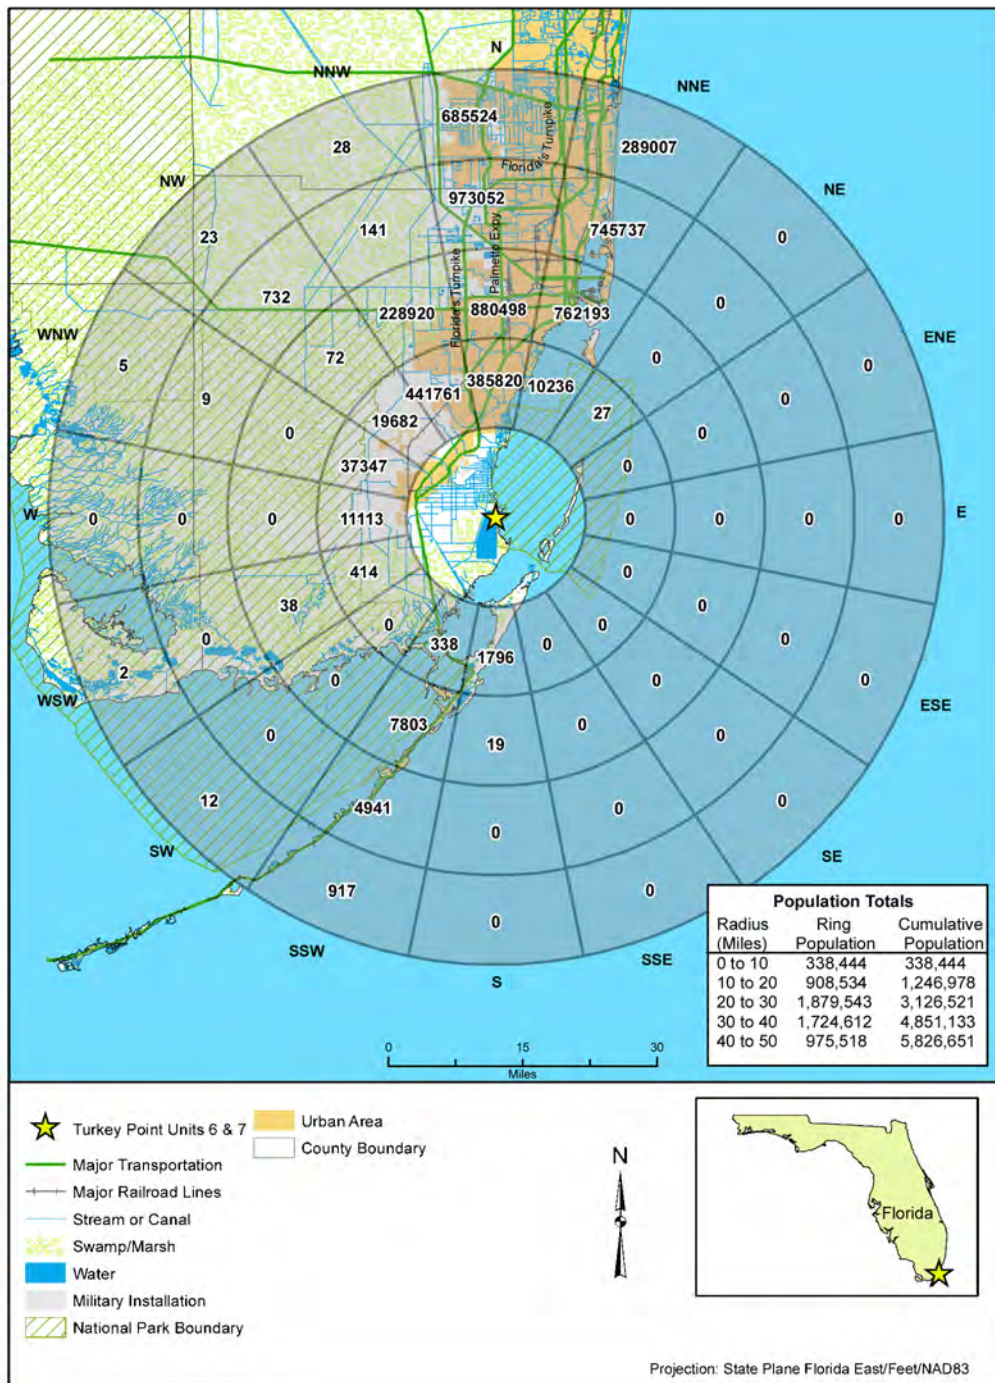 N
NNW
NNE
685524
28
289007
Florida's Turnpike
NW
973052
NE
23
141
745737
0
Palmetto Expy
Florida's Turnpike
732
228920
880498
762193
0
WNW
ENE
5
72
0
0
385820
10236
9
441761
27
0
19682
0
0
37347
0
W
0
0
0
11113
0
0
0
0
E
414
0
38
0
0
0
0
338
1796
0
0
2
WSW
0
0
0
ESE
0
7803
19
0
0
12
4941
0
0
0
SW
SE
917
0
0
SSW
SSE
S
Population Totals
Radius Ring Cumulative
(Miles) Population Population
0 to 10 338,444 338,444
10 to 20 908,534 1,246,978
20 to 30 1,879,543 3,126,521
30 to 40 1,724,612 4,851,133
40 to 50 975,518 5,826,651
0 15 30
Miles
Turkey Point Units 6 & 7
Urban Area
County Boundary
Major Transportation
Major Railroad Lines
Stream or Canal
Swamp/Marsh
Water
Military Installation
National Park Boundary
N
Florida
Projection: State Plane Florida East/Feet/NAD83